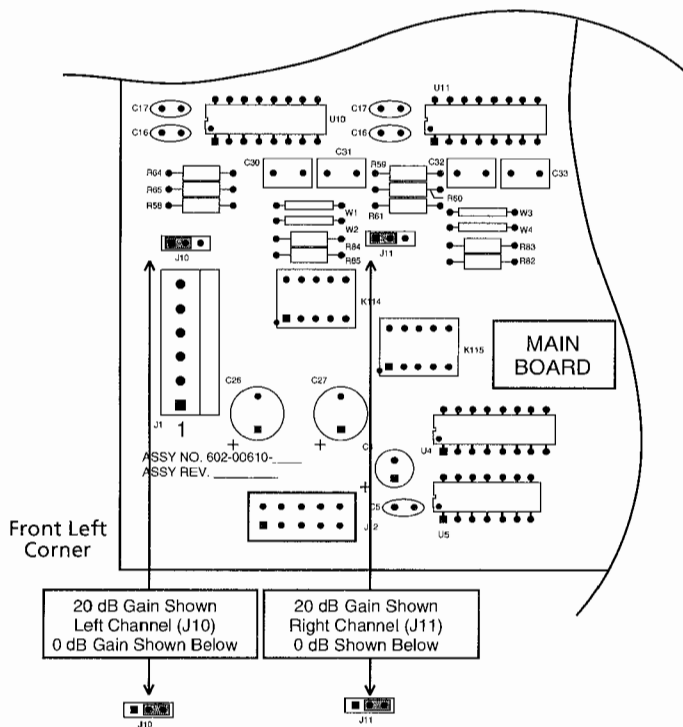 U11
C17
U10
C17
C16
C16
C31
R64
C30
R59
C32
C33
R65
R60
R58
W1
R61
W3
W2
W4
R84
R83
J10
J11
R85
R82
K114
K115
MAIN
BOARD
C26
C27
J1
1
U4
ASSY NO. 602-00610-____
ASSY REV. ________
U5
Front Left
Corner
20 dB Gain Shown
Left Channel (J10)
0 dB Gain Shown Below
20 dB Gain Shown
Right Channel (J11)
0 dB Shown Below
J10
J11